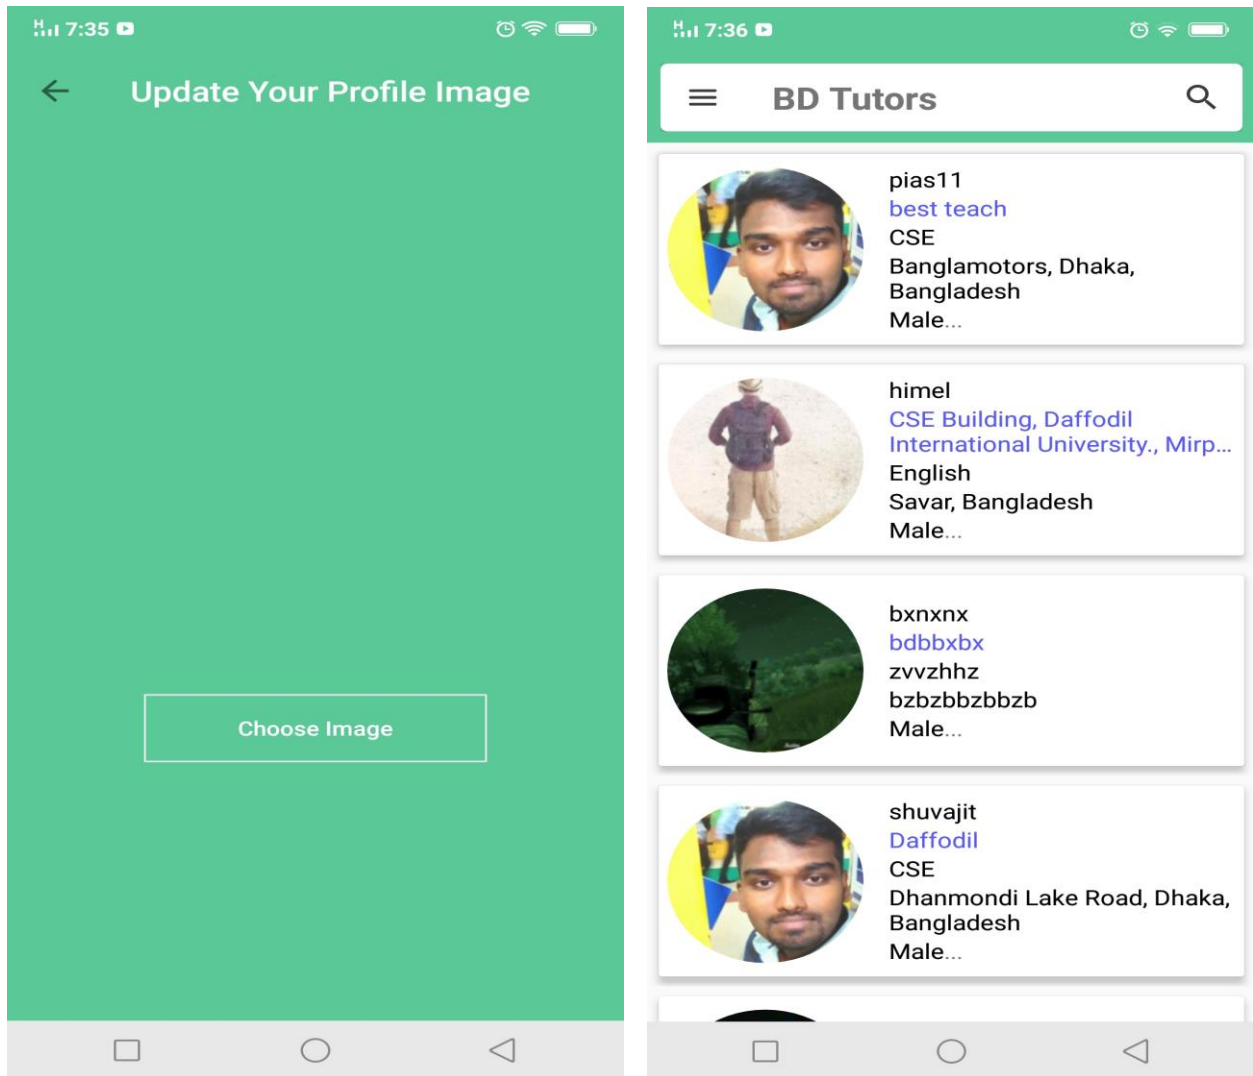 H 7:35
Update Your Profile Image
Choose Image
H 7:36
BD Tutors
pias11
best teach
CSE
Banglamotors, Dhaka,
Bangladesh
Male...
himel
CSE Building, Daffodil
International University., Mirp...
English
Savar, Bangladesh
Male...
bxnxnx
bdbbxbx
zvvzhhz
bzbzbbzbbzb
Male...
shuvajit
Daffodil
CSE
Dhanmondi Lake Road, Dhaka,
Bangladesh
Male...